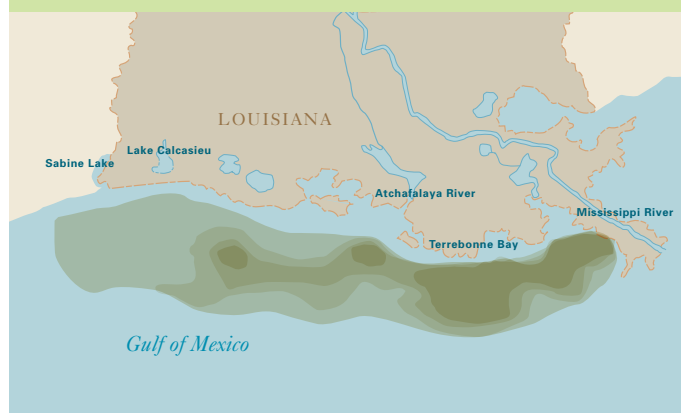 LOUISIANA
Lake Calcasieu
Sabine Lake
Atchafalaya River
Mississippi River
Terrebonne Bay
Gulf of Mexico